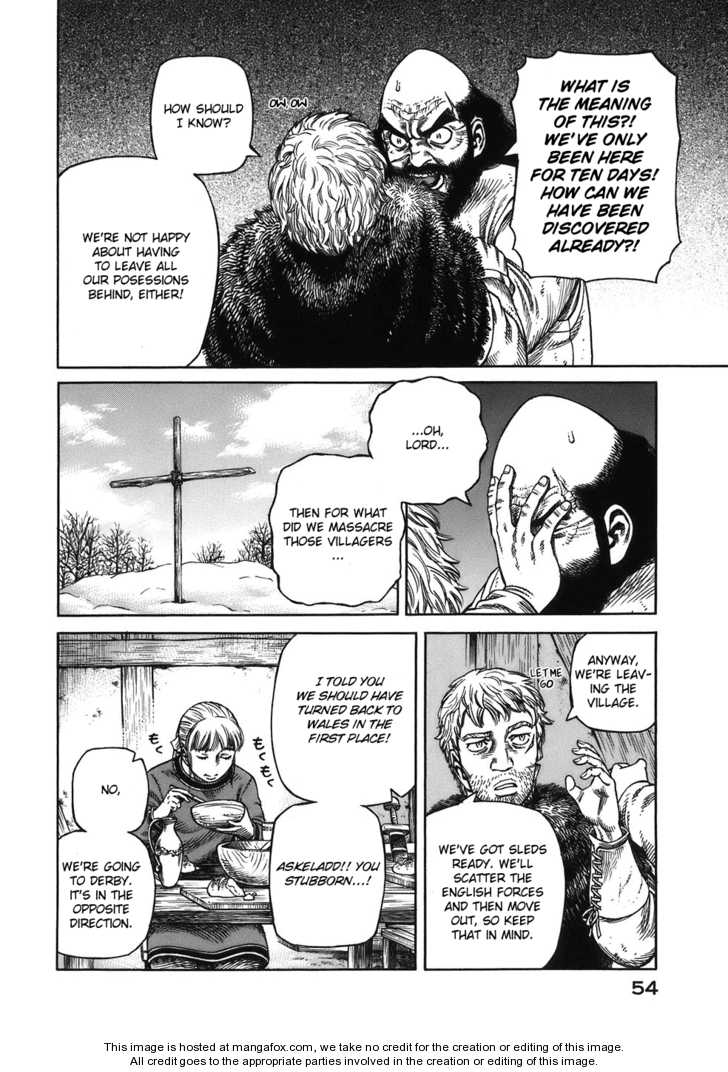 WHAT IS
THE MEANING
OF THIS?!
WE'VE ONLY
BEEN HERE
FOR TEN DAYS!
HOW CAN WE
HAVE BEEN
DISCOVERED
ALREADY?!
OW OW
HOW SHOULD
I KNOW?
WE'RE NOT HAPPY
ABOUT HAVING
TO LEAVE ALL
OUR POSESSIONS
BEHIND, EITHER!
...OH,
LORD...
THEN FOR WHAT
DID WE MASSACRE
THOSE VILLAGERS
...
ANYWAY,
WE'RE LEAV-
ING THE
VILLAGE.
LET ME
GO
WE'VE GOT SLEDS
READY. WE'LL
SCATTER THE
ENGLISH FORCES
AND THEN MOVE
OUT, SO KEEP
THAT IN MIND.
I TOLD YOU
WE SHOULD HAVE
TURNED BACK TO
WALES IN THE
FIRST PLACE!
ASKELADD!! YOU
STUBBORN...!
もぐ
もぐ
NO,
WE'RE GOING
TO DERBY.
IT'S IN THE
OPPOSITE
DIRECTION.
54
This image is hosted at mangafox.com, we take no credit for the creation or editing of this image.
All credit goes to the appropriate parties involved in the creation or editing of this image.